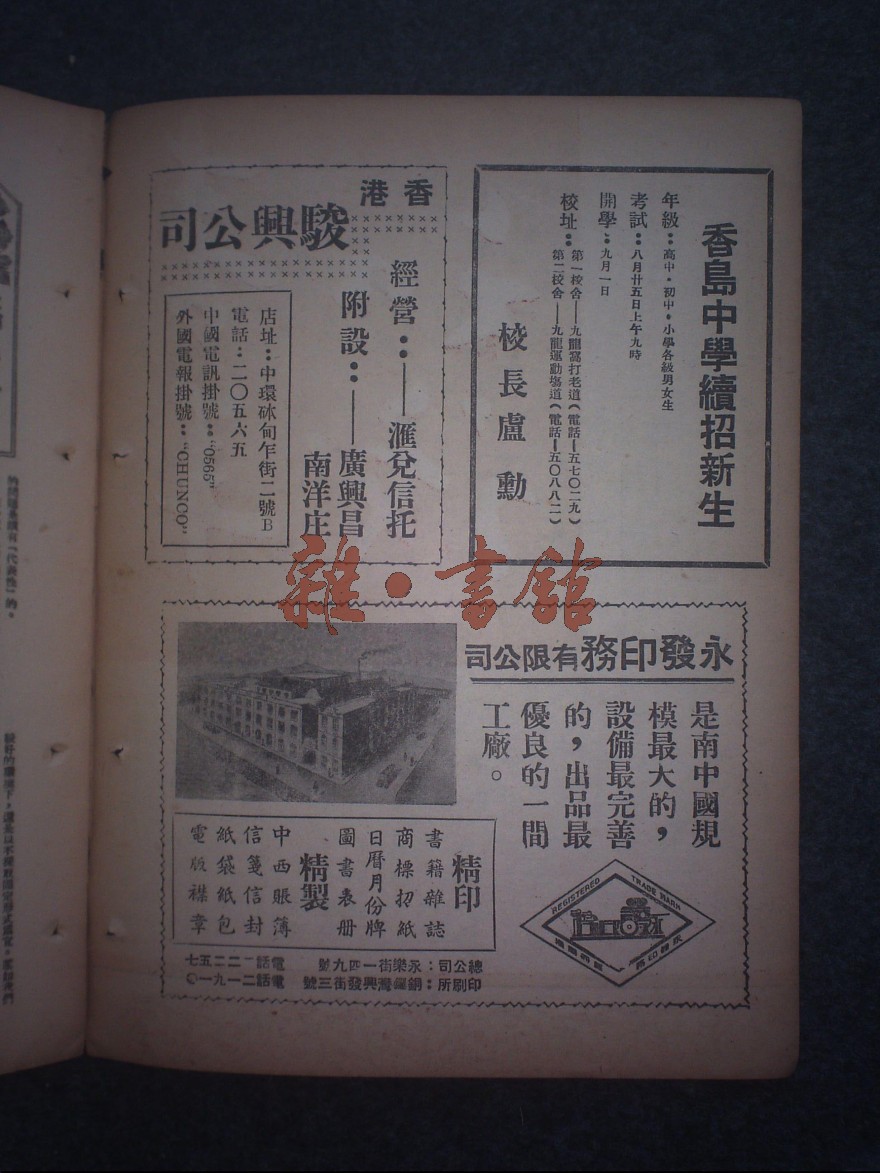 香島中學續招新生
年級：高中・初中・小學各級男女生
考試：八月廿五日上午九時
開學：九月一日
校址：第一校舍——九龍窩打老道(電話—五七〇二九)
第二校舍——九龍運動塲道(電話—五〇八八二)
校長盧勳
香港
駿興公司
經營：——滙兌信托
附設：——廣興昌
南洋庄
店址：中環砵甸乍街二號B
電話：二〇五六五
中國電訊掛號："0565"
外國電報掛號："CHUNCO"
雜・書館
永發印務有限公司
是南中國規
模最大的，
設備最完善
的，出品最
優良的一間
工廠。
REGISTERED TRADE MARK
精印
書籍雜誌
商標招紙
日曆月份牌
圖書表册
精製
中西賬簿
信箋信封
紙袋紙包
電版襟章
總公司：永樂街一四九號 電話二二二五七
印刷所：銅鑼灣興發街三號 電話二一九一〇